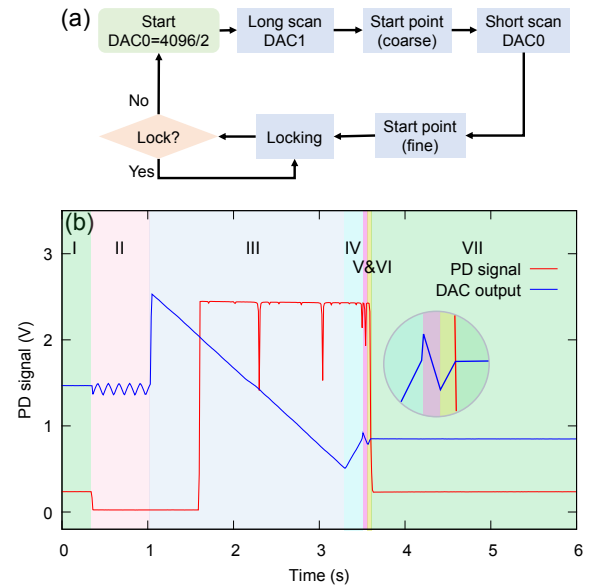 (a)
Start
DAC0=4096/2
Long scan
DAC1
Start point
(coarse)
Short scan
DAC0
No
Lock?
Locking
Start point
(fine)
Yes
(b)
I
II
III
IV
V&VI
VII
PD signal
DAC output
PD signal (V)
3
2
1
0
0
1
2
3
4
5
6
Time (s)